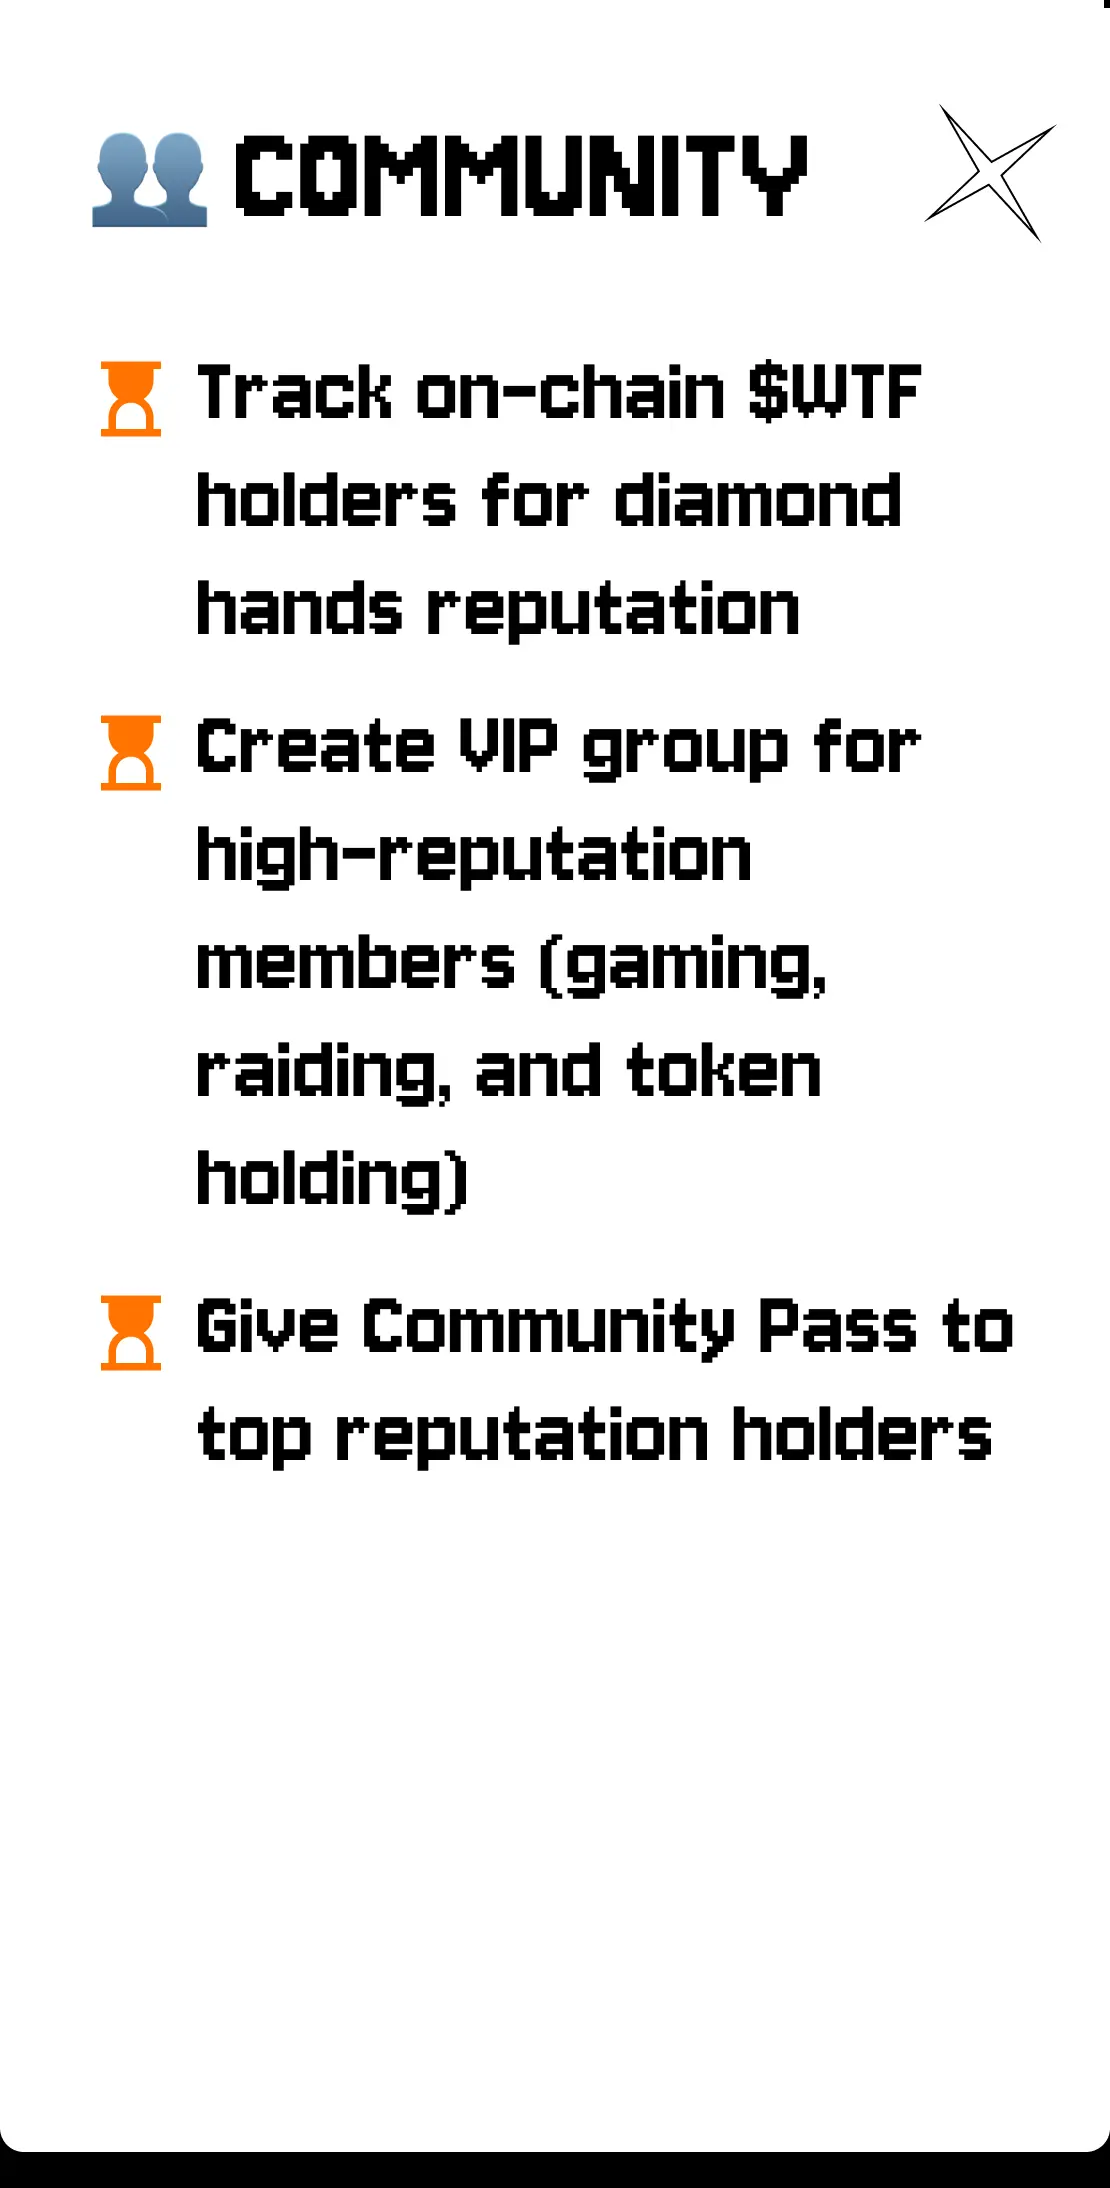 COMMUNITY
Track on-chain $WTF
holders for diamond
hands reputation
Create VIP group for
high-reputation
members (gaming,
raiding, and token
holding)
Give Community Pass to
top reputation holders